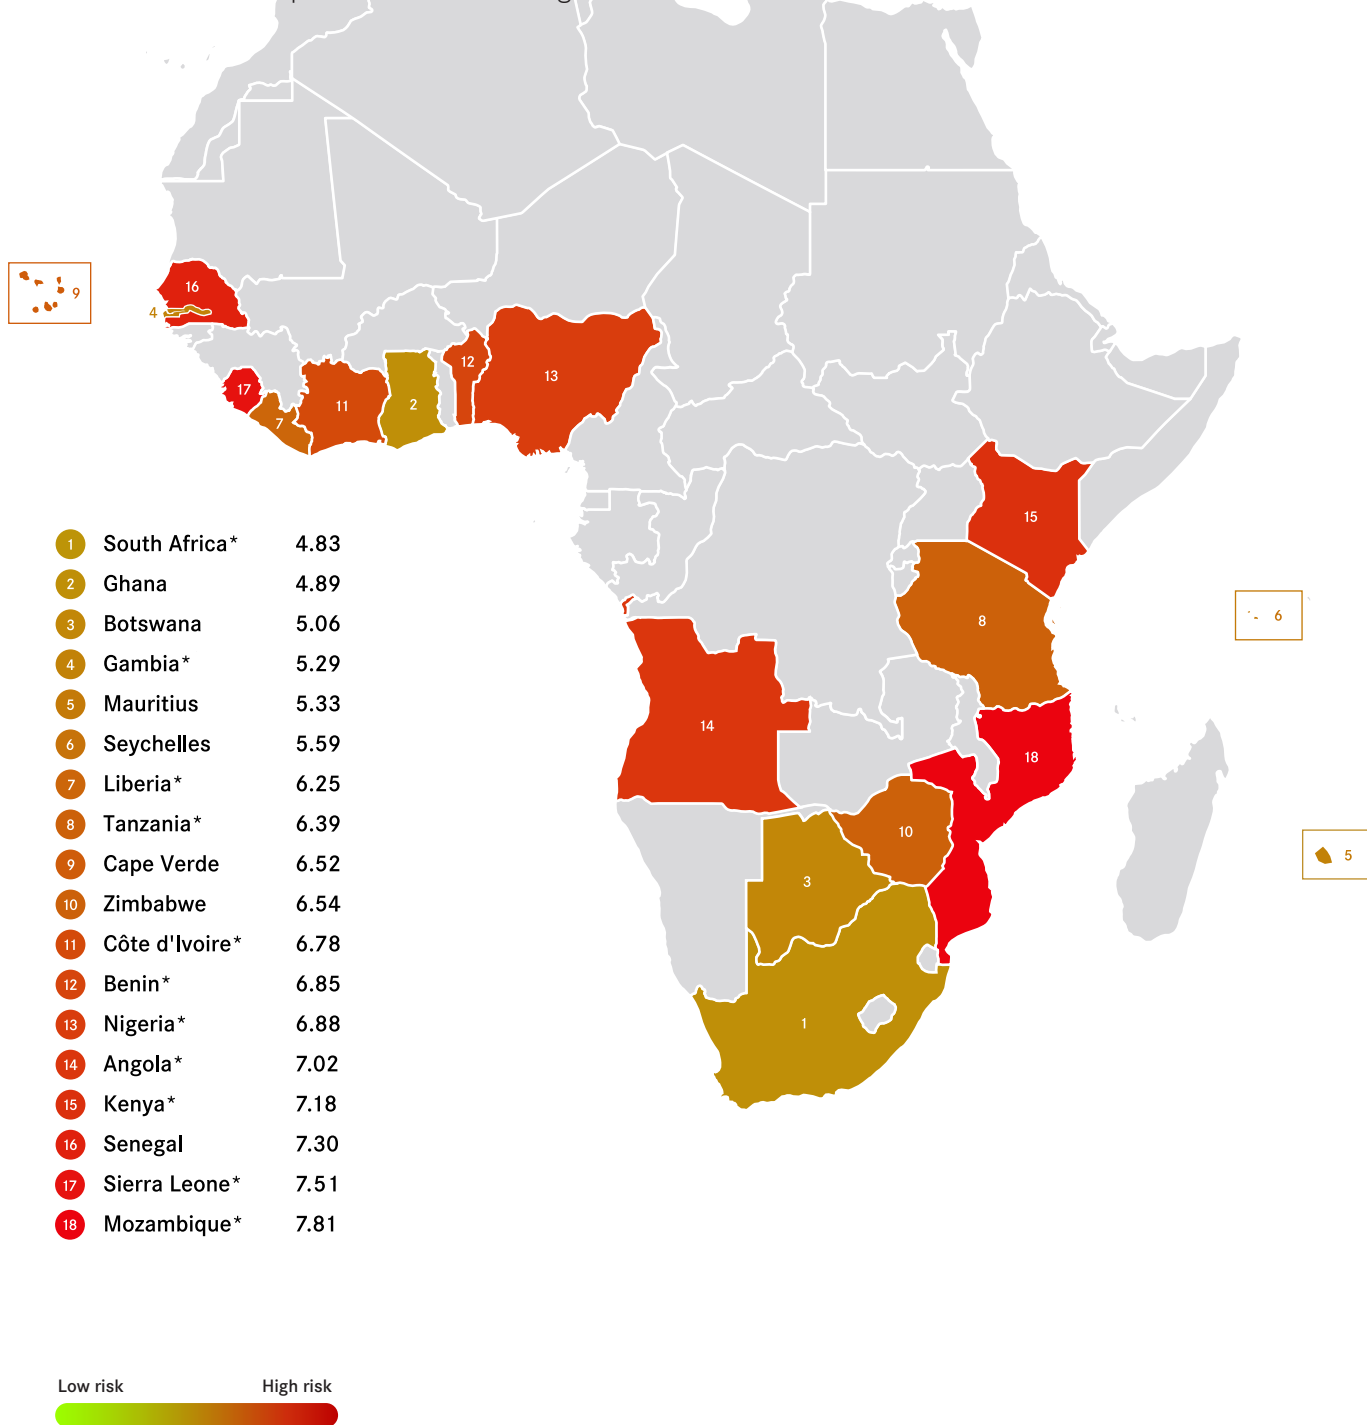 16
9
4
12
13
17
11
2
7
15
1 South Africa* 4.83
2 Ghana 4.89
3 Botswana 5.06
4 Gambia* 5.29
5 Mauritius 5.33
6 Seychelles 5.59
7 Liberia* 6.25
8 Tanzania* 6.39
9 Cape Verde 6.52
10 Zimbabwe 6.54
11 Côte d'Ivoire* 6.78
12 Benin* 6.85
13 Nigeria* 6.88
14 Angola* 7.02
15 Kenya* 7.18
16 Senegal 7.30
17 Sierra Leone* 7.51
18 Mozambique* 7.81
6
8
14
18
10
5
3
1
Low risk High risk